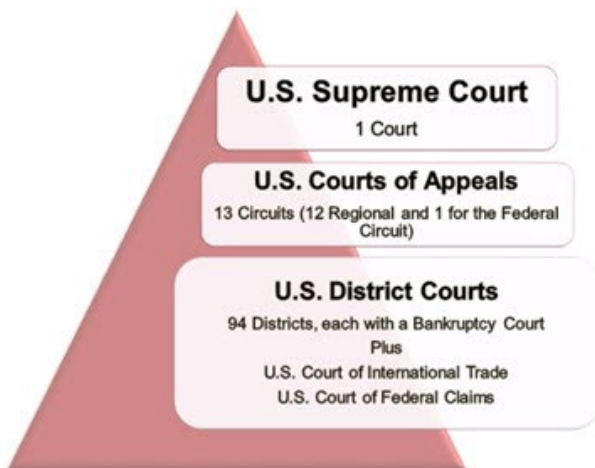 U.S. Supreme Court
1 Court
U.S. Courts of Appeals
13 Circuits (12 Regional and 1 for the Federal
Circuit)
U.S. District Courts
94 Districts, each with a Bankruptcy Court
Plus
U.S. Court of International Trade
U.S. Court of Federal Claims